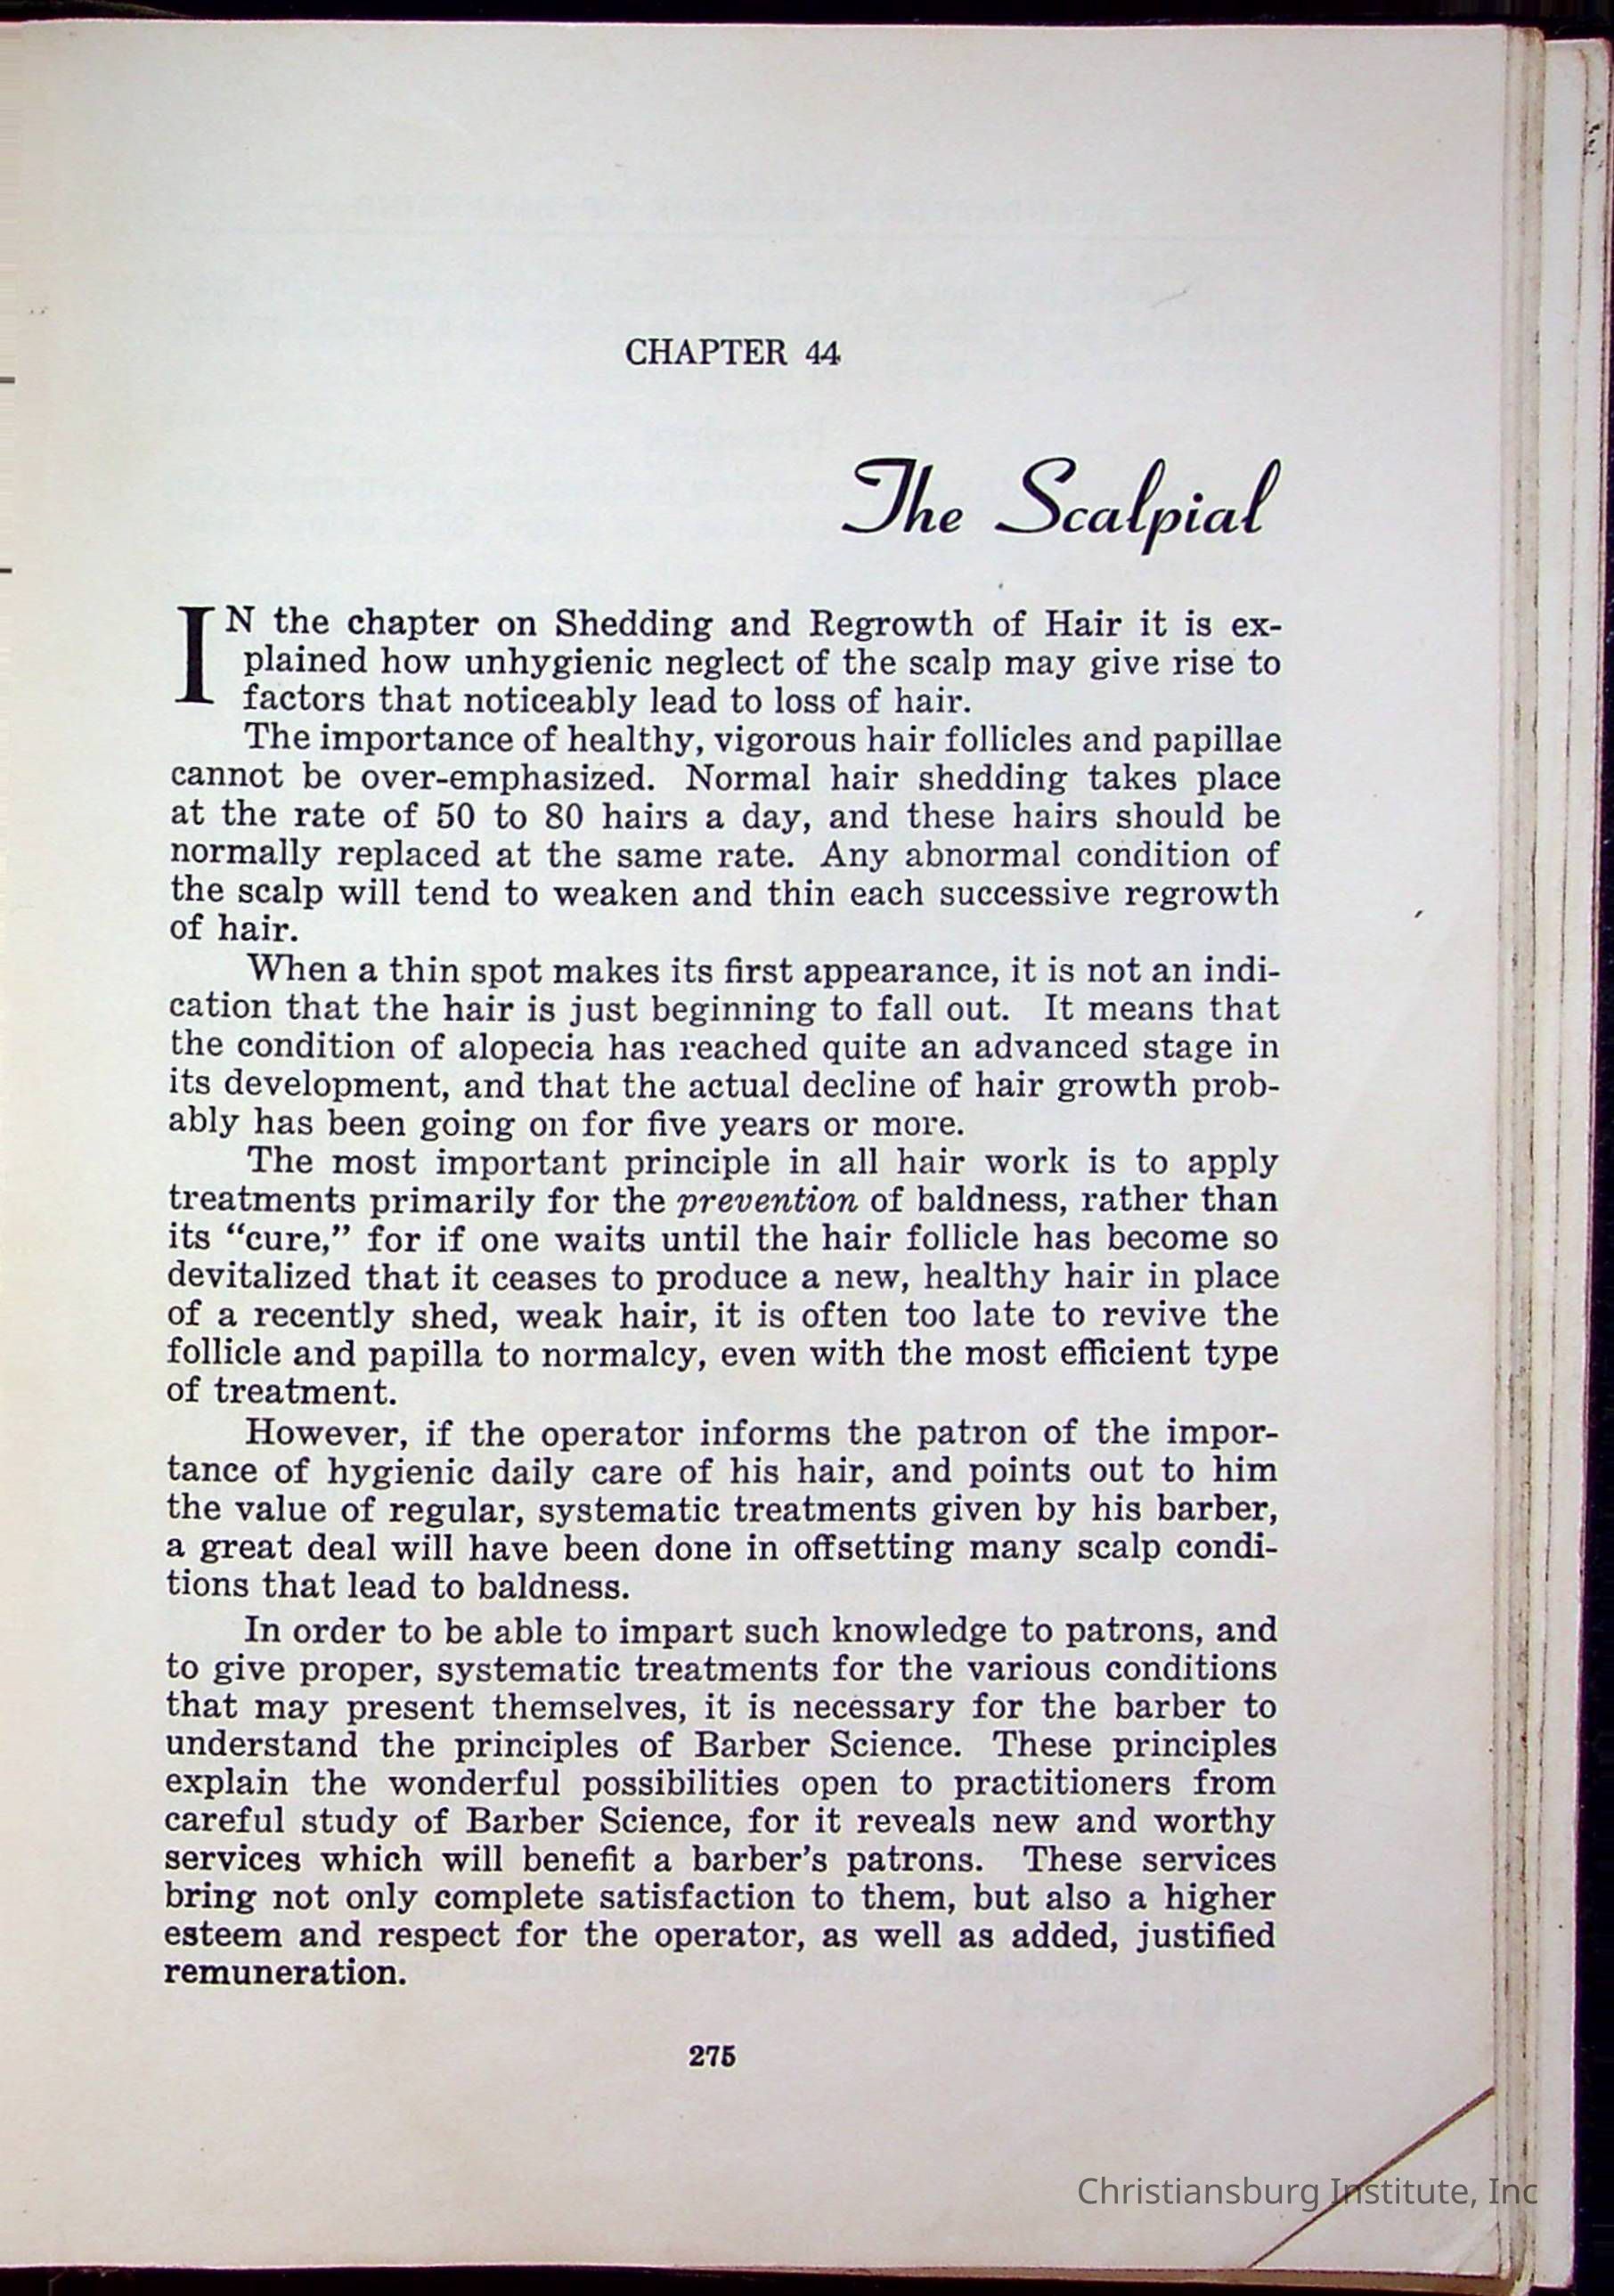 CHAPTER 44
The Scalpial
IN the chapter on Shedding and Regrowth of Hair it is ex-
plained how unhygienic neglect of the scalp may give rise to
factors that noticeably lead to loss of hair.
The importance of healthy, vigorous hair follicles and papillae
cannot be over-emphasized. Normal hair shedding takes place
at the rate of 50 to 80 hairs a day, and these hairs should be
normally replaced at the same rate. Any abnormal condition of
the scalp will tend to weaken and thin each successive regrowth
of hair.
When a thin spot makes its first appearance, it is not an indi-
cation that the hair is just beginning to fall out. It means that
the condition of alopecia has reached quite an advanced stage in
its development, and that the actual decline of hair growth prob-
ably has been going on for five years or more.
The most important principle in all hair work is to apply
treatments primarily for the prevention of baldness, rather than
its “cure,” for if one waits until the hair follicle has become so
devitalized that it ceases to produce a new, healthy hair in place
of a recently shed, weak hair, it is often too late to revive the
follicle and papilla to normalcy, even with the most efficient type
of treatment.
However, if the operator informs the patron of the impor-
tance of hygienic daily care of his hair, and points out to him
the value of regular, systematic treatments given by his barber,
a great deal will have been done in offsetting many scalp condi-
tions that lead to baldness.
In order to be able to impart such knowledge to patrons, and
to give proper, systematic treatments for the various conditions
that may present themselves, it is necessary for the barber to
understand the principles of Barber Science. These principles
explain the wonderful possibilities open to practitioners from
careful study of Barber Science, for it reveals new and worthy
services which will benefit a barber’s patrons. These services
bring not only complete satisfaction to them, but also a higher
esteem and respect for the operator, as well as added, justified
remuneration.
275
Christiansburg Institute, Inc